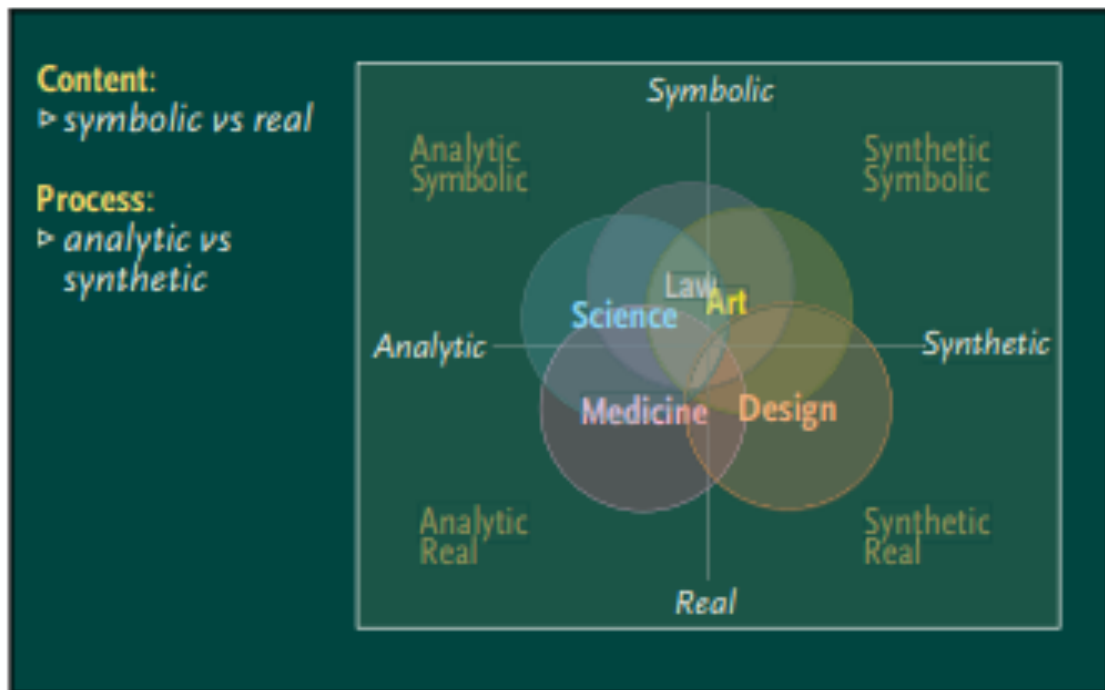 Content:
▹ symbolic vs real
Process:
▹ analytic vs
synthetic
Symbolic
Analytic
Symbolic
Synthetic
Symbolic
Law
Art
Science
Analytic
Synthetic
Medicine
Design
Analytic
Real
Synthetic
Real
Real